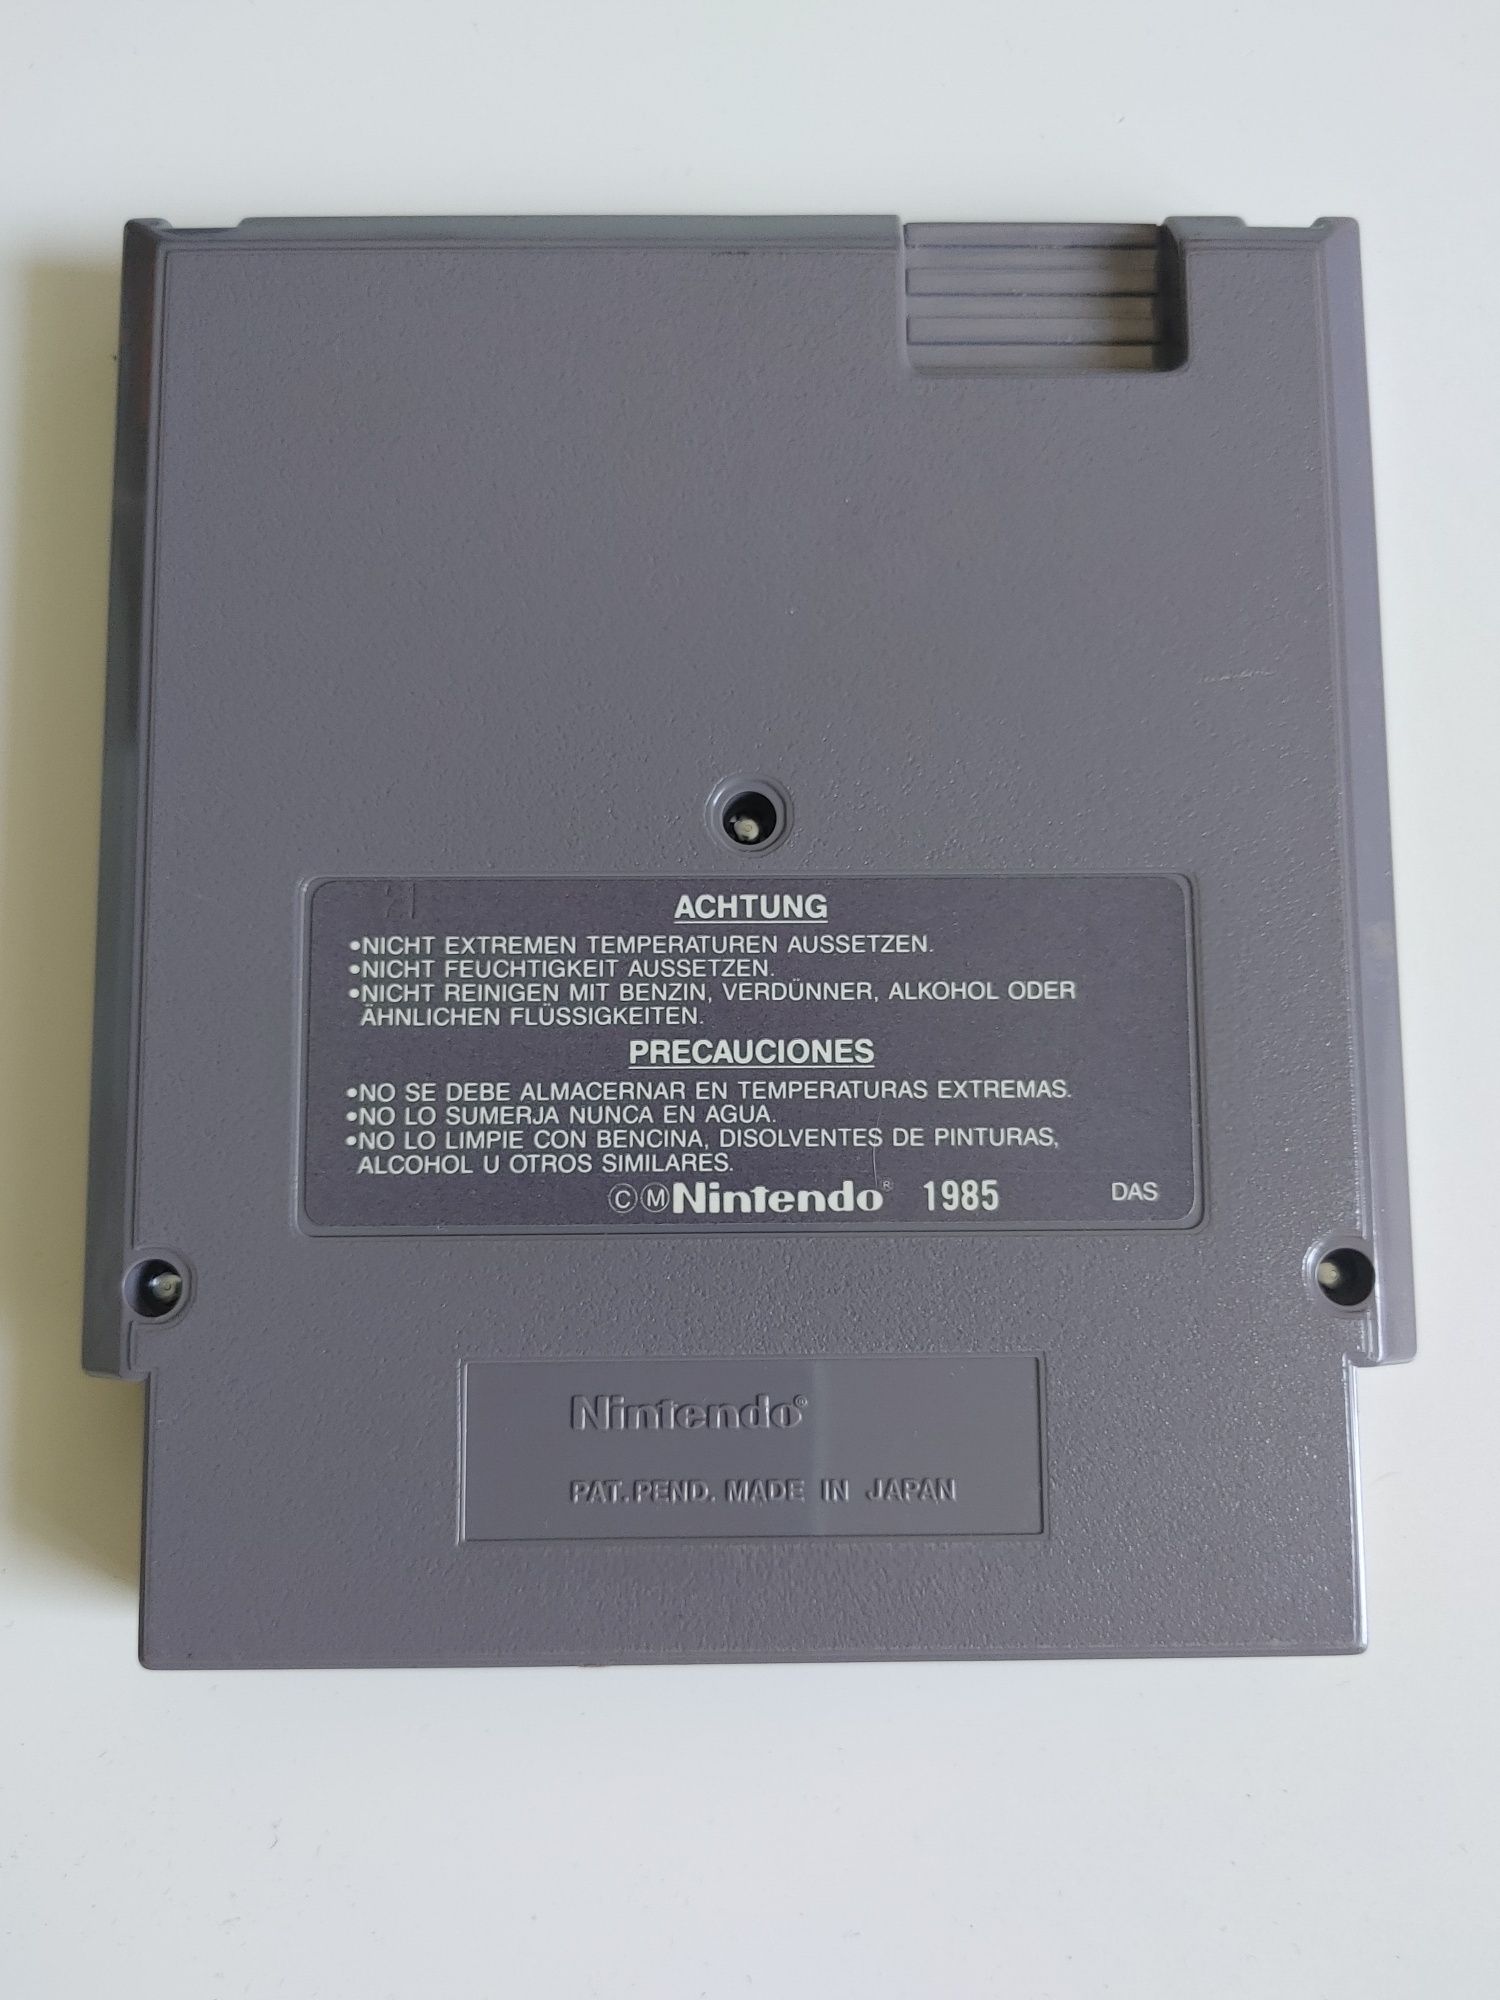 ACHTUNG
•NICHT EXTREMEN TEMPERATUREN AUSSETZEN.
•NICHT FEUCHTIGKEIT AUSSETZEN.
•NICHT REINIGEN MIT BENZIN, VERDÜNNER, ALKOHOL ODER
ÄHNLICHEN FLÜSSIGKEITEN.
PRECAUCIONES
•NO SE DEBE ALMACERNAR EN TEMPERATURAS EXTREMAS.
•NO LO SUMERJA NUNCA EN AGUA.
•NO LO LIMPIE CON BENCINA, DISOLVENTES DE PINTURAS,
ALCOHOL U OTROS SIMILARES.
ⒸⓂNintendo® 1985 DAS
Nintendo®
PAT. PEND. MADE IN JAPAN